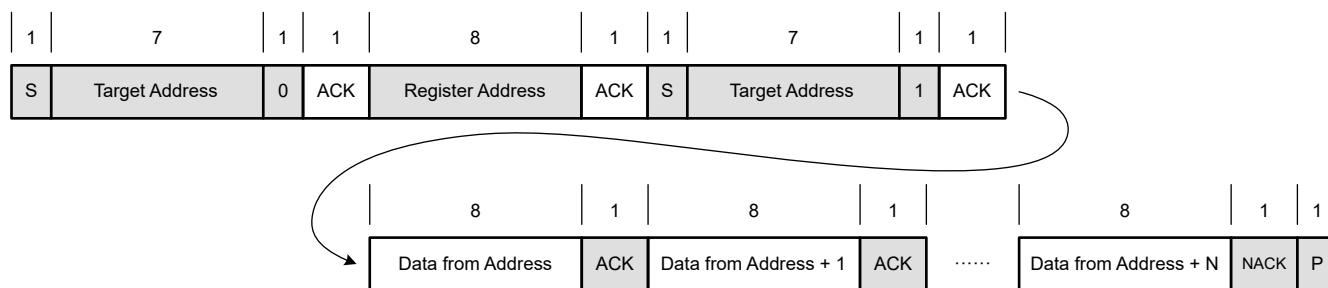 1 7 1 1 8 1 1 7 1 1
S Target Address 0 ACK Register Address ACK S Target Address 1 ACK
8 1 8 1 8 1 1
Data from Address ACK Data from Address + 1 ACK ...... Data from Address + N NACK P